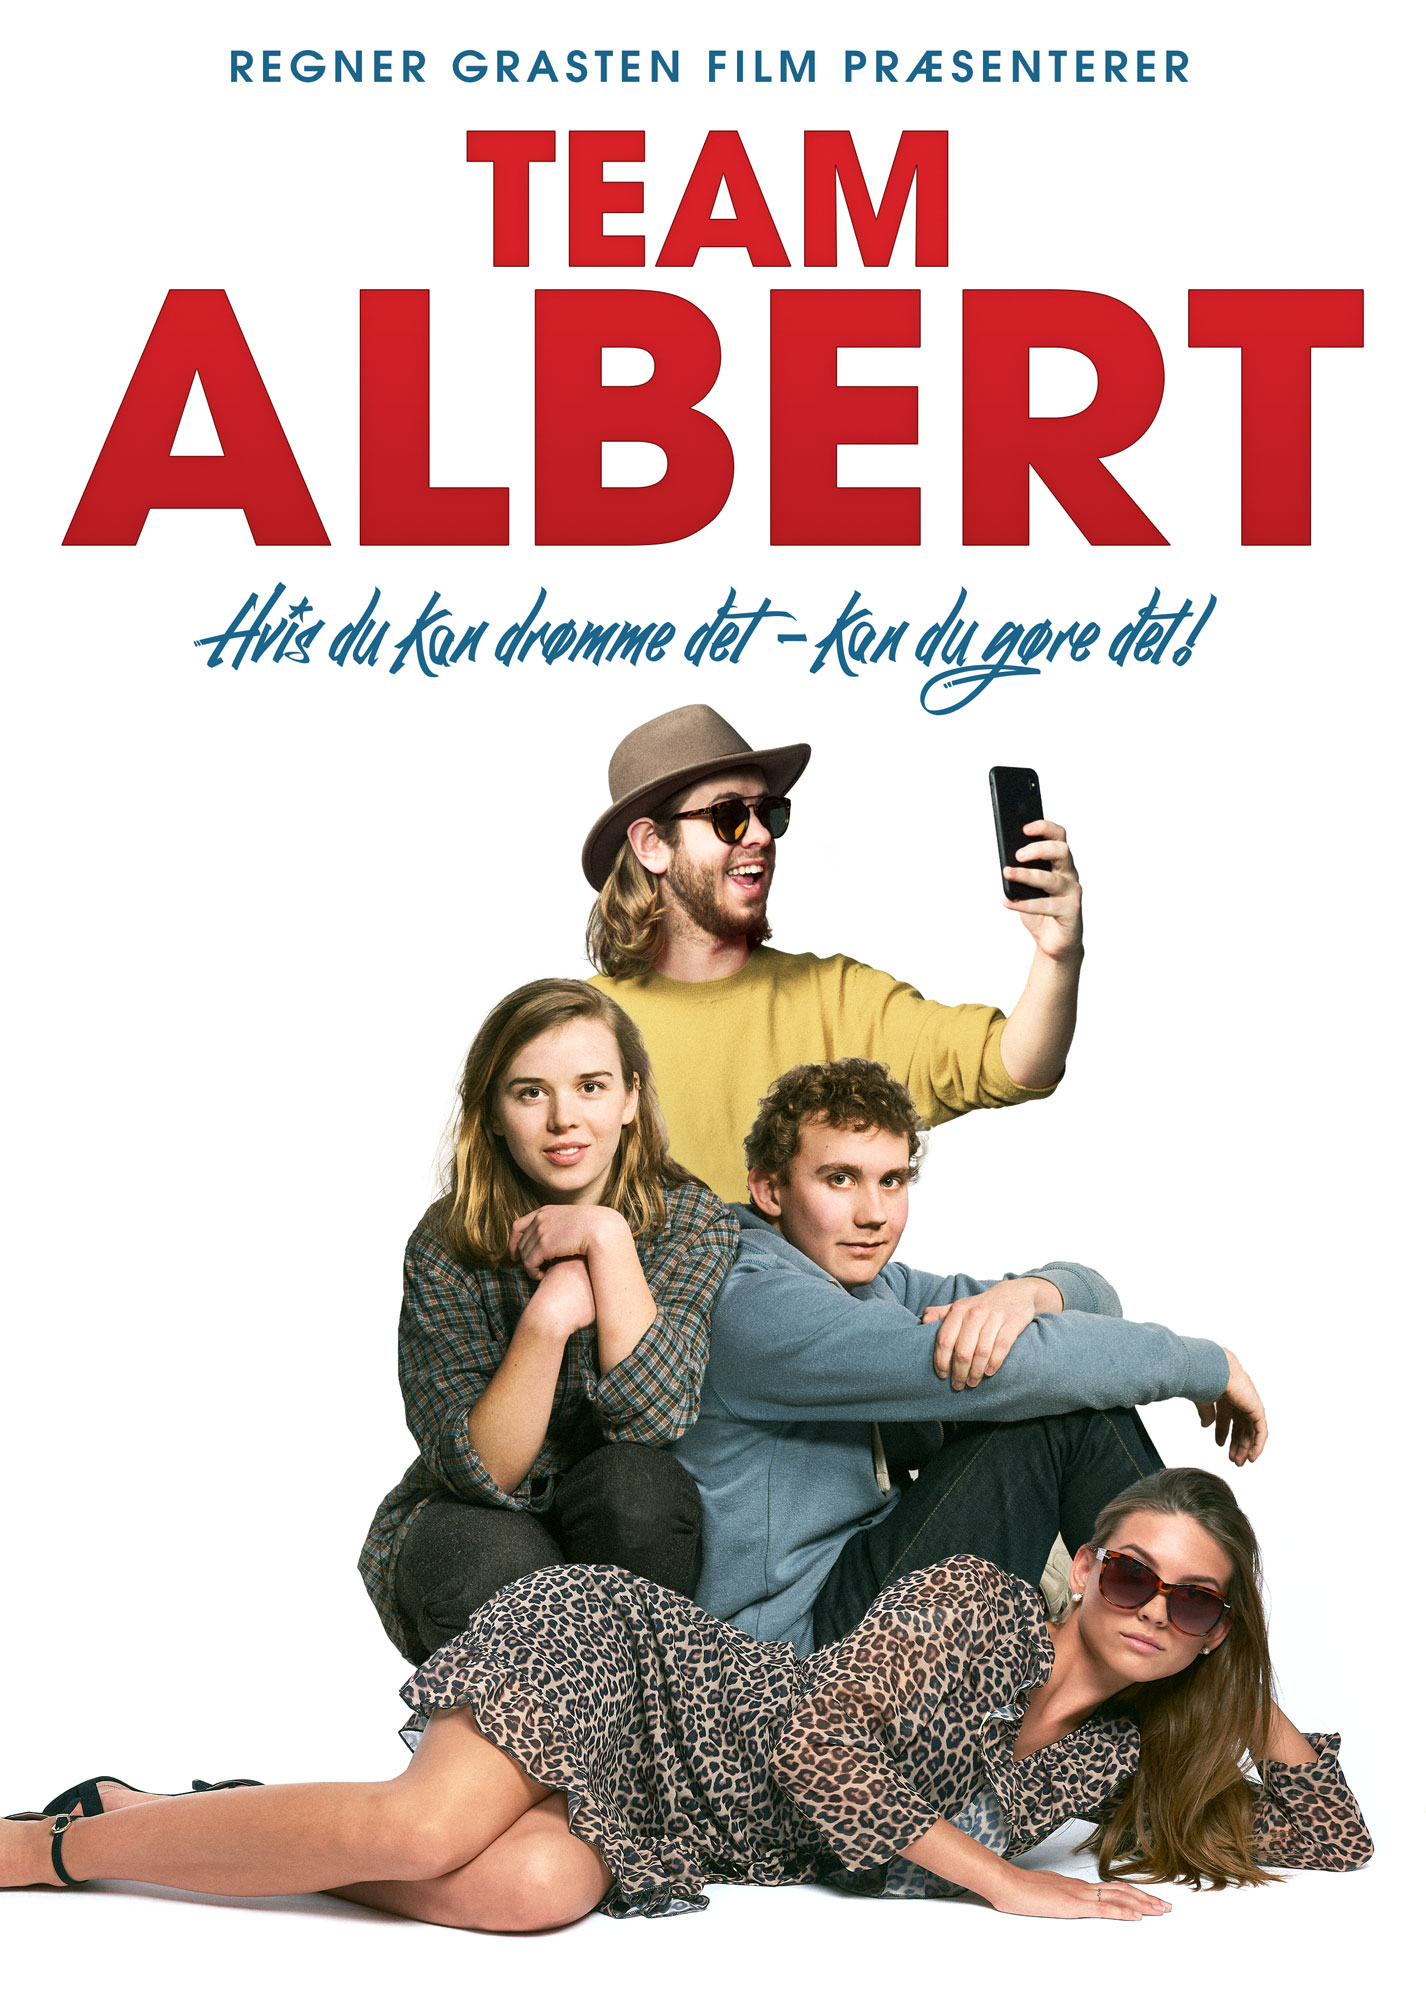 REGNER GRASTEN FILM PRÆSENTERER
TEAM
ALBERT
Hvis du kan drømme det - kan du gøre det!